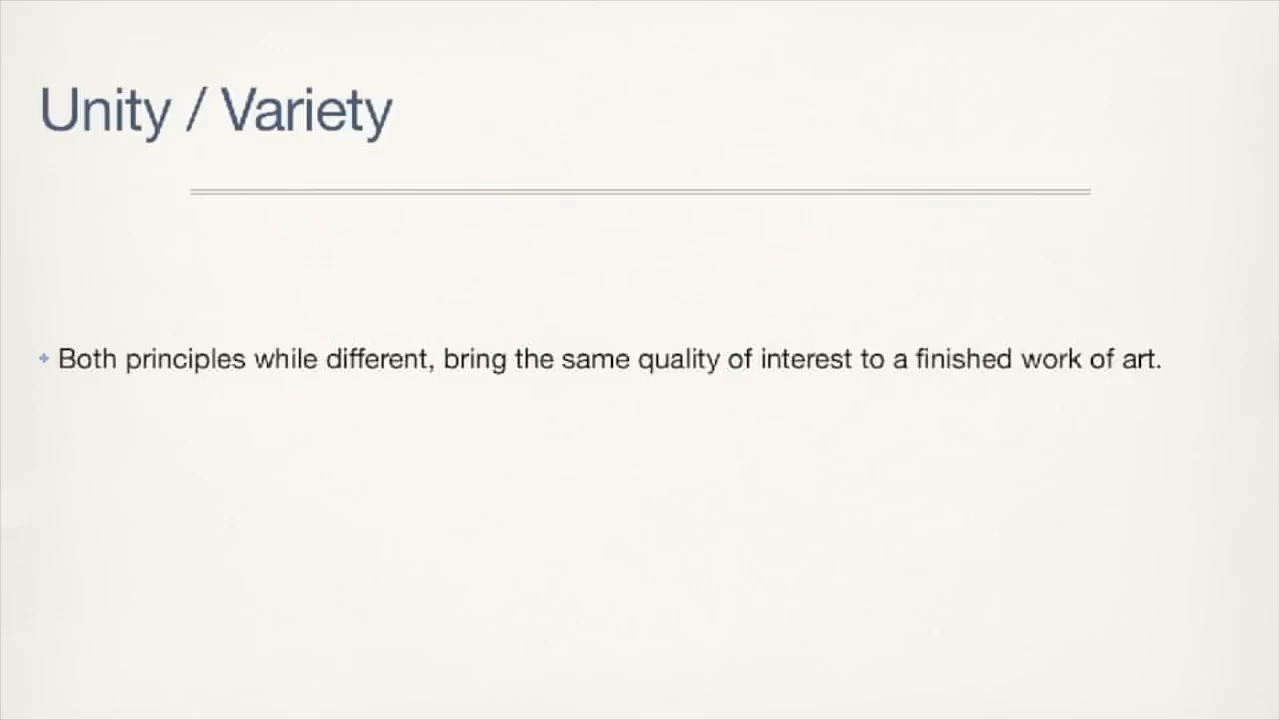 Unity / Variety
Both principles while different, bring the same quality of interest to a finished work of art.